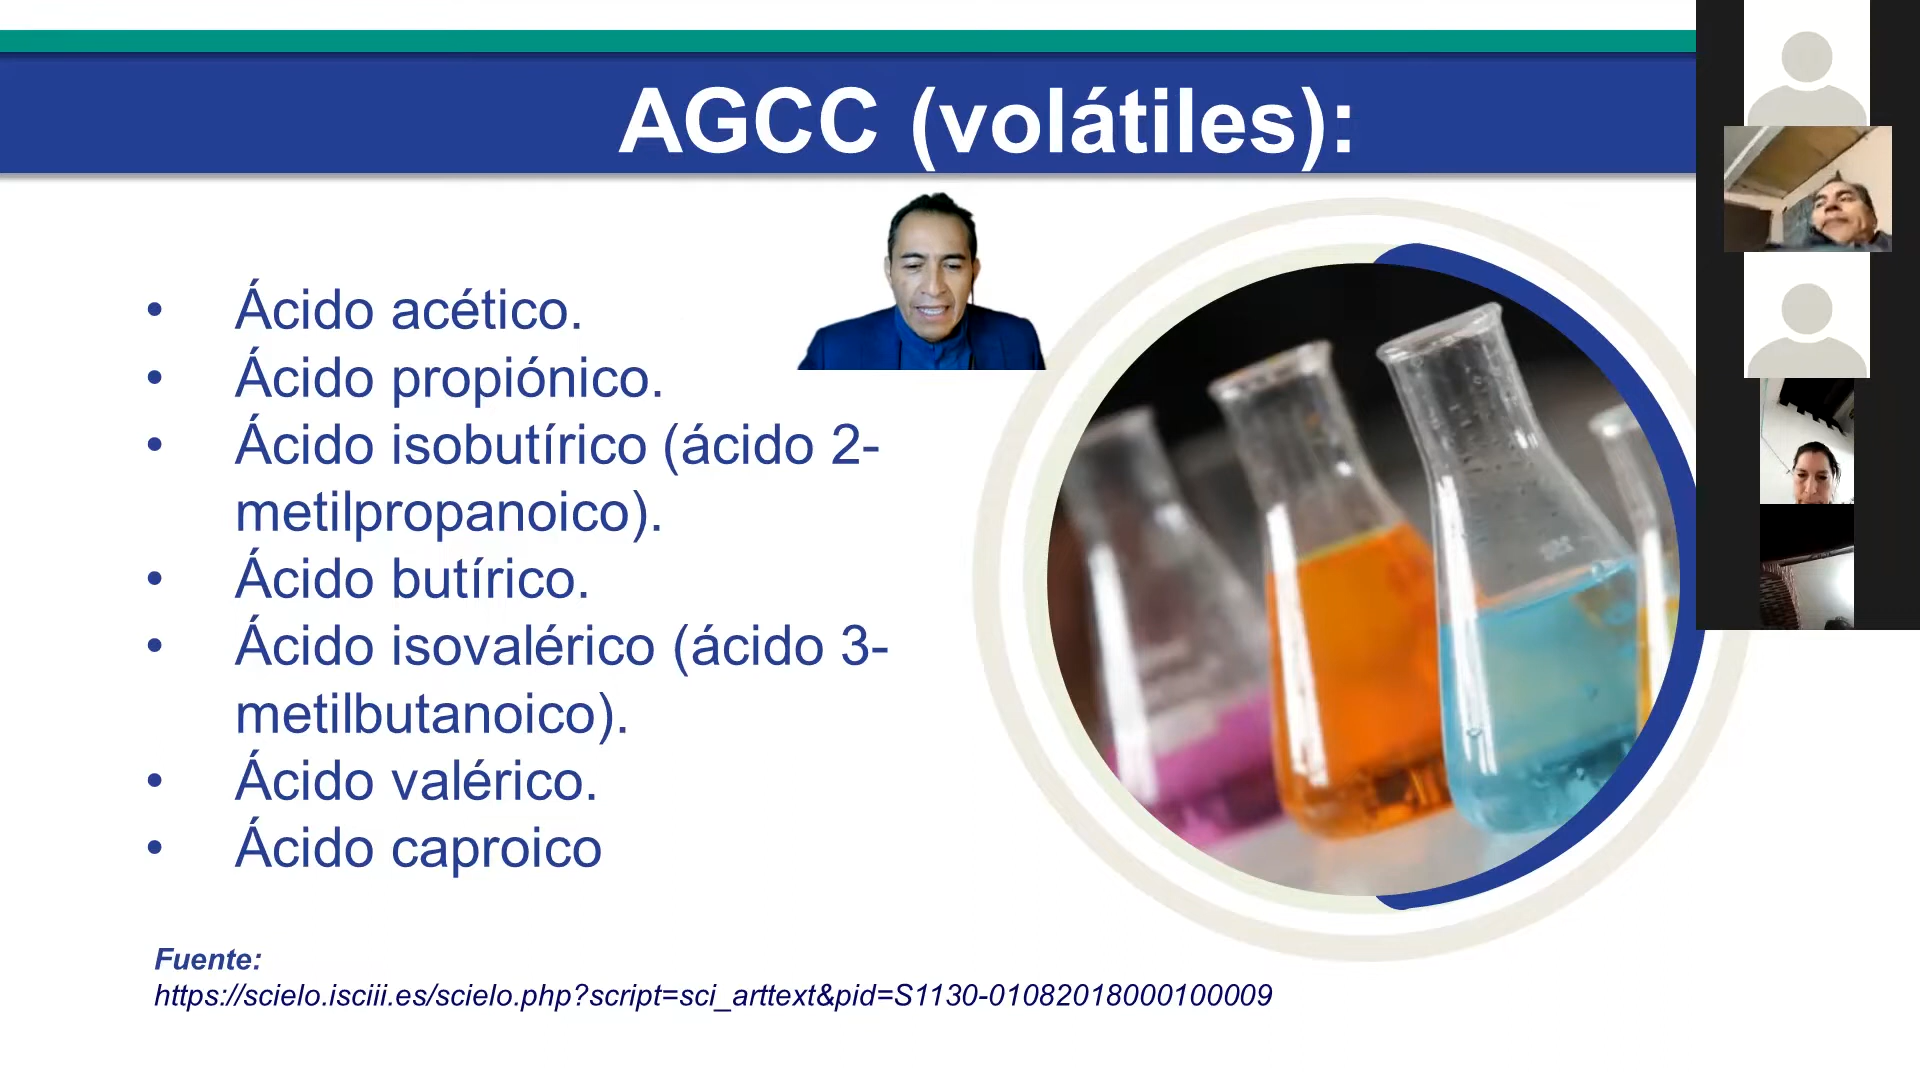 AGCC (volátiles):
• Ácido acético.
• Ácido propiónico.
• Ácido isobutírico (ácido 2-
metilpropanoico).
• Ácido butírico.
• Ácido isovalérico (ácido 3-
metilbutanoico).
• Ácido valérico.
• Ácido caproico
Fuente:
https://scielo.isciii.es/scielo.php?script=sci_arttext&pid=S1130-01082018000100009